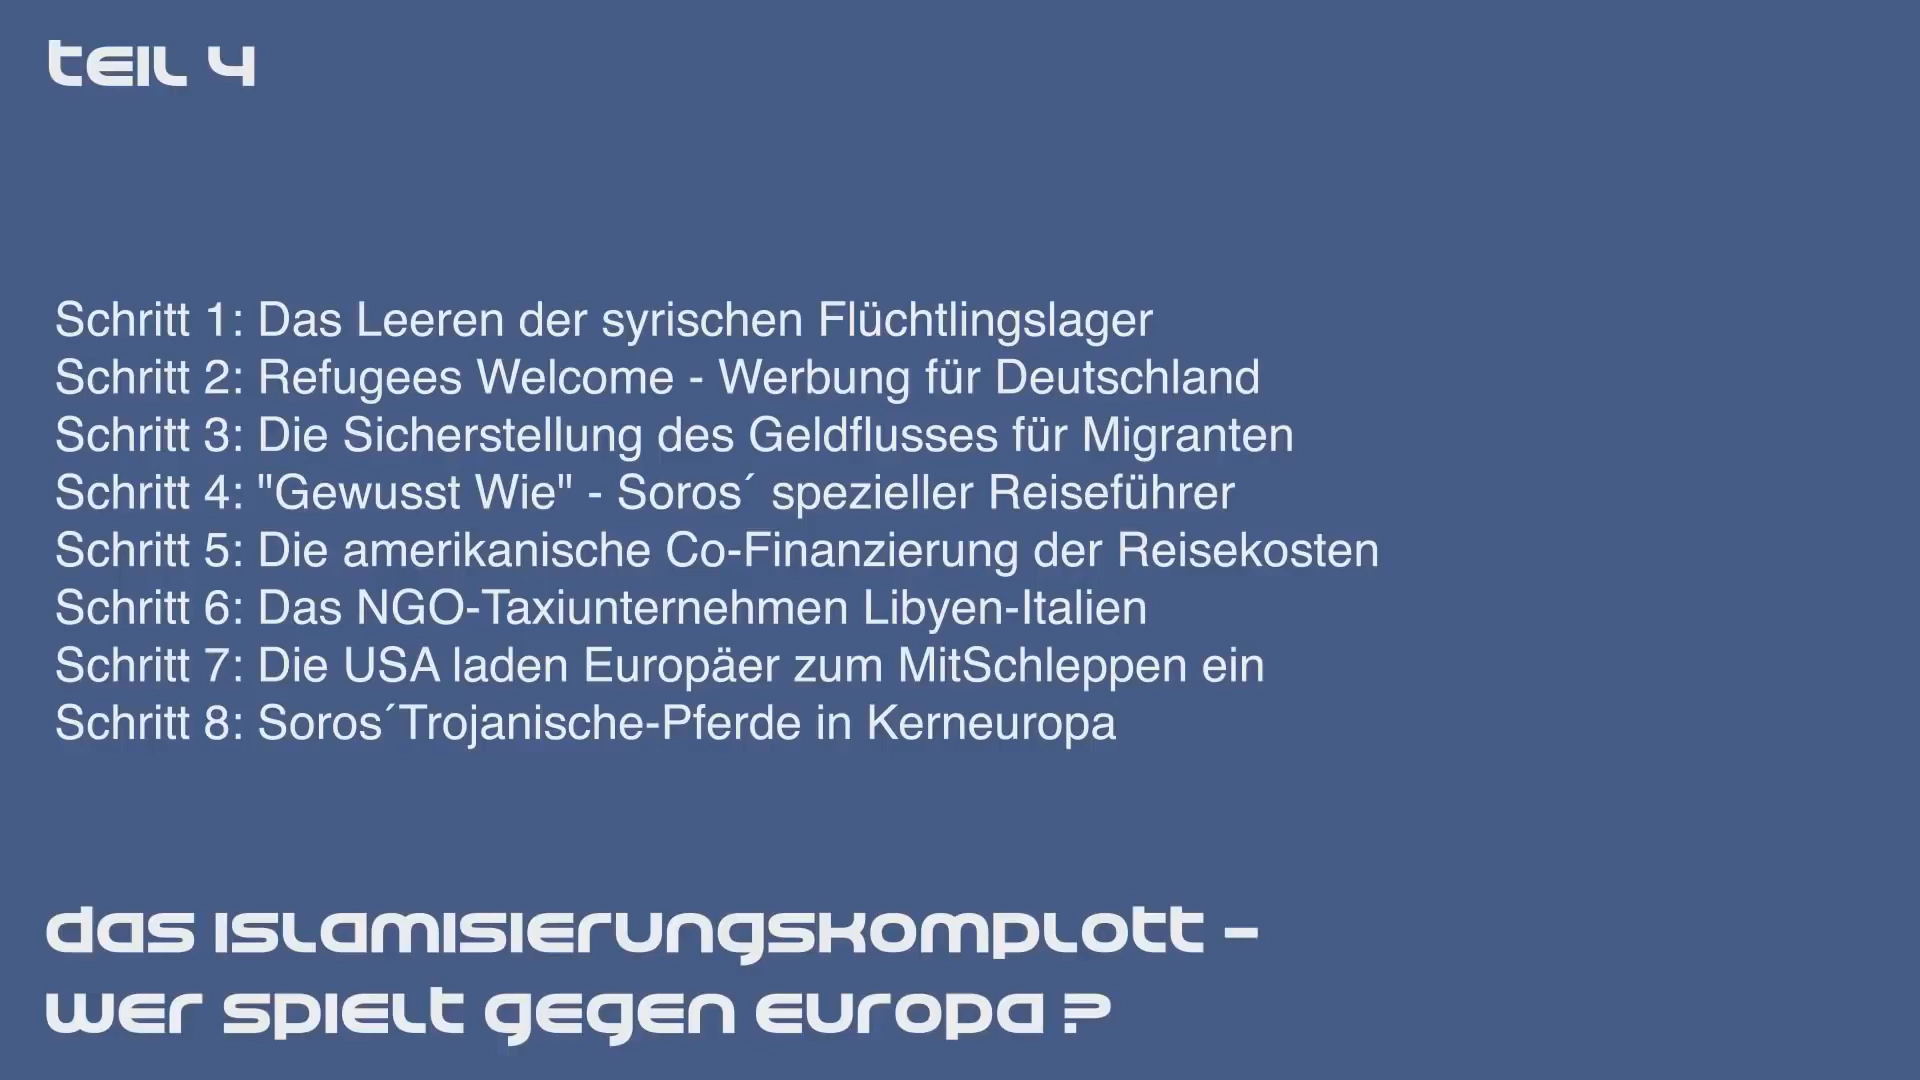 TEIL 4
Schritt 1: Das Leeren der syrischen Flüchtlingslager
Schritt 2: Refugees Welcome - Werbung für Deutschland
Schritt 3: Die Sicherstellung des Geldflusses für Migranten
Schritt 4: "Gewusst Wie" - Soros´ spezieller Reiseführer
Schritt 5: Die amerikanische Co-Finanzierung der Reisekosten
Schritt 6: Das NGO-Taxiunternehmen Libyen-Italien
Schritt 7: Die USA laden Europäer zum MitSchleppen ein
Schritt 8: Soros´Trojanische-Pferde in Kerneuropa
Das Islamisierungskomplott -
wer spielt gegen Europa ?